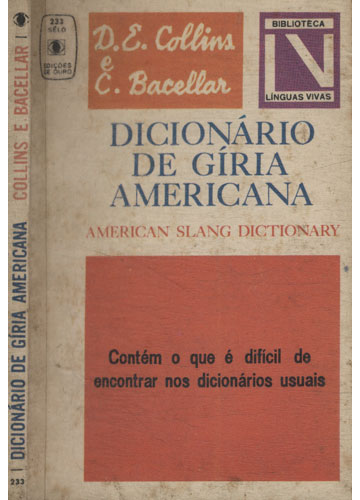 D. E. Collins
e
C. Bacellar
BIBLIOTECA
N
LÍNGUAS VIVAS
DICIONÁRIO
DE GÍRIA
AMERICANA
AMERICAN SLANG DICTIONARY
Contém o que é difícil de
encontrar nos dicionários usuais
233
SÊLO
EDIÇÕES
DE OURO
233 DICIONÁRIO DE GÍRIA AMERICANA COLLINS E. BACELLAR